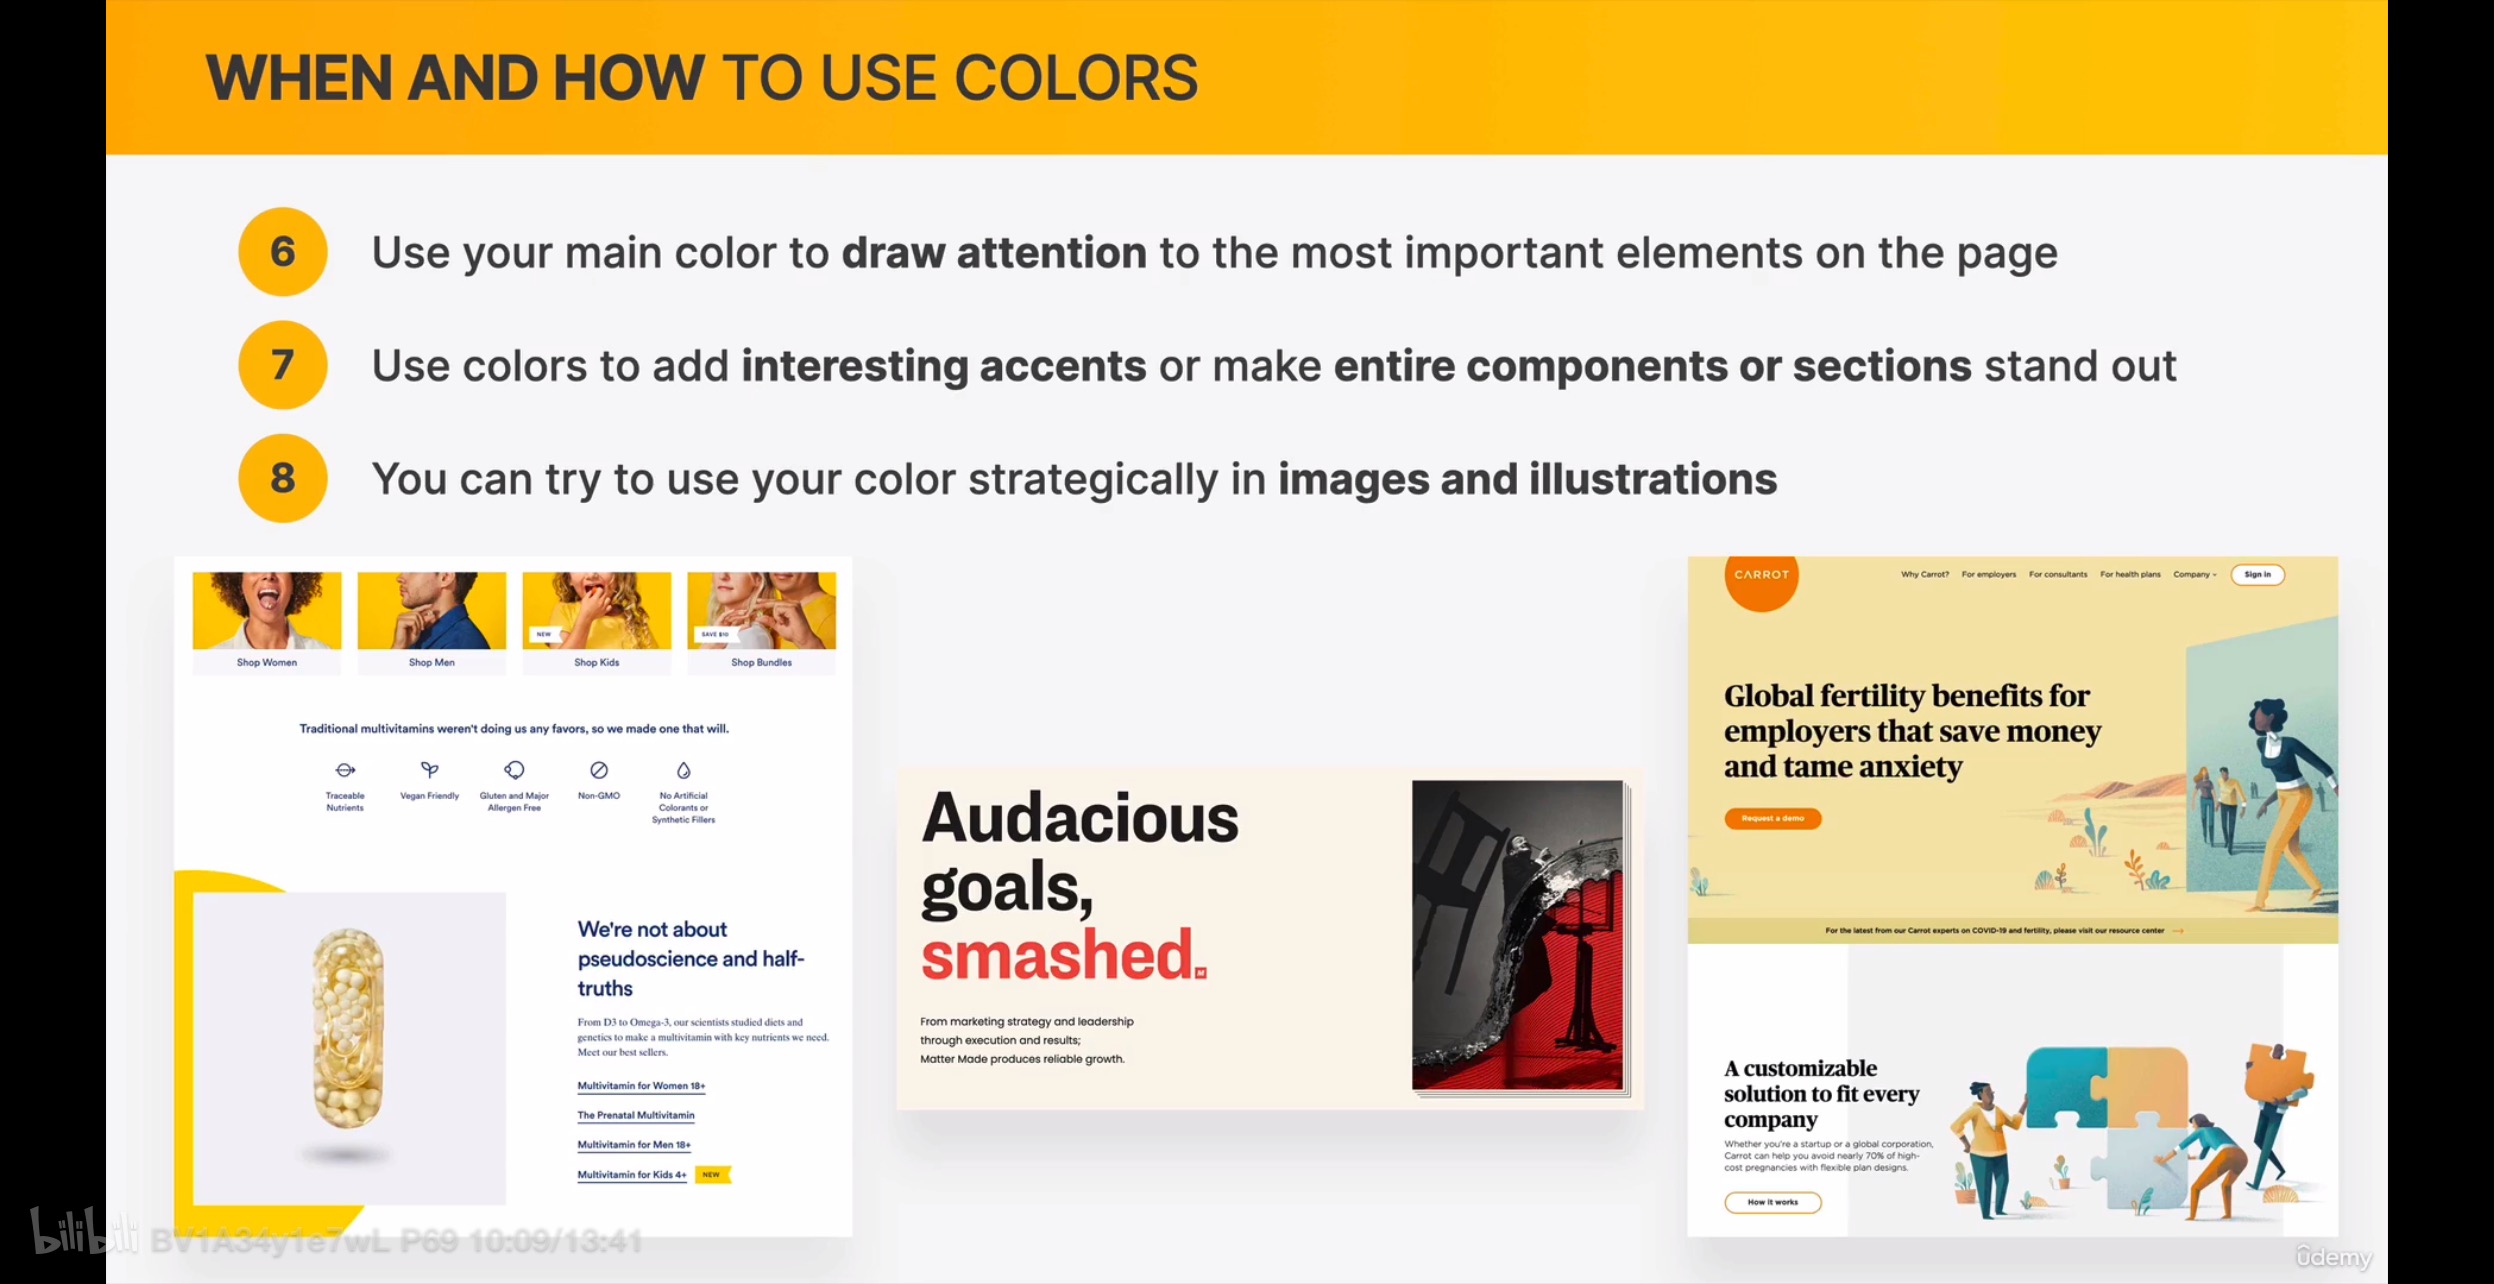 WHEN AND HOW TO USE COLORS
6 Use your main color to draw attention to the most important elements on the page
7 Use colors to add interesting accents or make entire components or sections stand out
8 You can try to use your color strategically in images and illustrations
NEW
SAVE $10
Shop Women
Shop Men
Shop Kids
Shop Bundles
Traditional multivitamins weren't doing us any favors, so we made one that will.
Traceable
Nutrients
Vegan Friendly
Gluten and Major
Allergen Free
Non-GMO
No Artificial
Colorants or
Synthetic Fillers
We're not about
pseudoscience and half-
truths
From D3 to Omega-3, our scientists studied diets and
genetics to make a multivitamin with key nutrients we need.
Meet our best sellers.
Multivitamin for Women 18+
The Prenatal Multivitamin
Multivitamin for Men 18+
Multivitamin for Kids 4+ NEW
Audacious
goals,
smashed.
From marketing strategy and leadership
through execution and results;
Matter Made produces reliable growth.
CARROT
Why Carrot? For employers For consultants For health plans Company Sign in
Global fertility benefits for
employers that save money
and tame anxiety
Request a demo
For the latest from our Carrot experts on COVID-19 and fertility, please visit our resource center →
A customizable
solution to fit every
company
Whether you're a startup or a global corporation,
Carrot can help you avoid nearly 70% of high-
cost pregnancies with flexible plan designs.
How it works
bilibili BV1A34y1e7wL P69 10:09/13:41
ûdemy